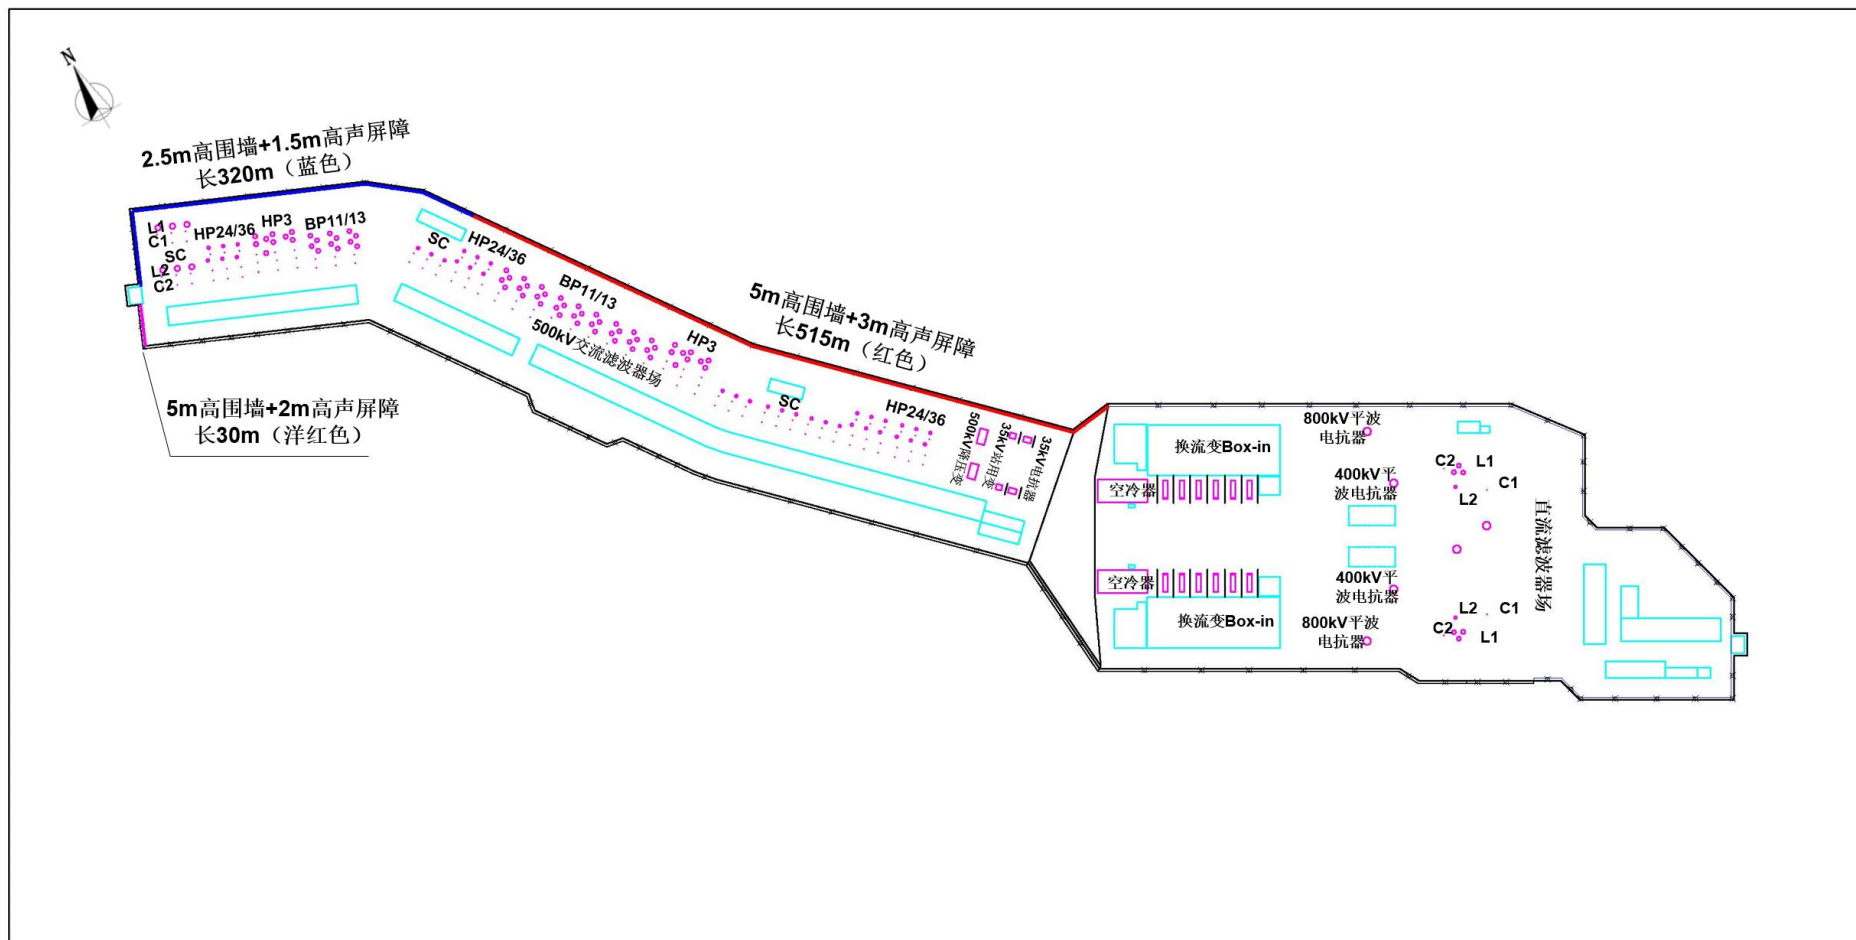 N
2.5m高围墙+1.5m高声屏障
长320m（蓝色）
L1
C1
SC
L2
C2
HP24/36
HP3
BP11/13
5m高围墙+2m高声屏障
长30m（洋红色）
SC
HP24/36
BP11/13
500kV交流滤波器场
HP3
5m高围墙+3m高声屏障
长515m（红色）
SC
HP24/36
500kV降压变
35kV站用变
35kV电抗器
换流变Box-in
空冷器
空冷器
换流变Box-in
800kV平波
电抗器
400kV平
波电抗器
400kV平
波电抗器
800kV平波
电抗器
C2
L1
C1
L2
直流滤波器场
L2
C1
C2
L1